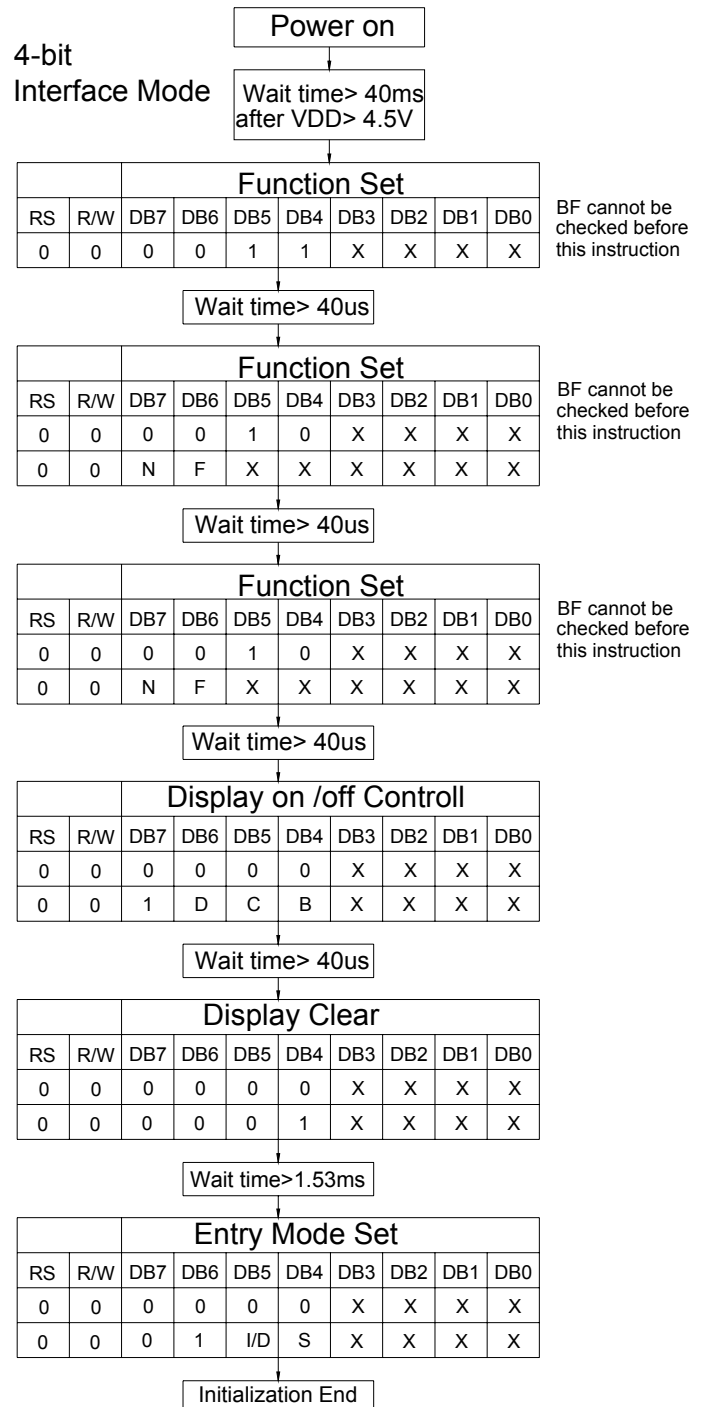 Power on
4-bit
Interface Mode
Wait time> 40ms
after VDD> 4.5V
Function Set
RS R/W DB7 DB6 DB5 DB4 DB3 DB2 DB1 DB0
0 0 0 0 1 1 X X X X
BF cannot be
checked before
this instruction
Wait time> 40us
Function Set
RS R/W DB7 DB6 DB5 DB4 DB3 DB2 DB1 DB0
0 0 0 0 1 0 X X X X
0 0 N F X X X X X X
BF cannot be
checked before
this instruction
Wait time> 40us
Function Set
RS R/W DB7 DB6 DB5 DB4 DB3 DB2 DB1 DB0
0 0 0 0 1 0 X X X X
0 0 N F X X X X X X
BF cannot be
checked before
this instruction
Wait time> 40us
Display on /off Controll
RS R/W DB7 DB6 DB5 DB4 DB3 DB2 DB1 DB0
0 0 0 0 0 0 X X X X
0 0 1 D C B X X X X
Wait time> 40us
Display Clear
RS R/W DB7 DB6 DB5 DB4 DB3 DB2 DB1 DB0
0 0 0 0 0 0 X X X X
0 0 0 0 0 1 X X X X
Wait time>1.53ms
Entry Mode Set
RS R/W DB7 DB6 DB5 DB4 DB3 DB2 DB1 DB0
0 0 0 0 0 0 X X X X
0 0 0 1 I/D S X X X X
Initialization End